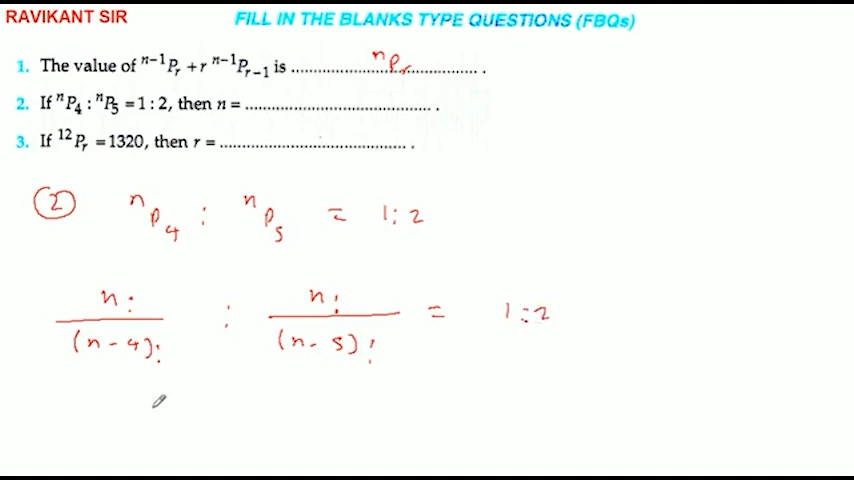 RAVIKANT SIR
FILL IN THE BLANKS TYPE QUESTIONS (FBQs)
1. The value of ⁿ⁻¹Pᵣ + r ⁿ⁻¹Pᵣ₋₁ is .......... ⁿPᵣ .......... .
2. If ⁿP₄ : ⁿP₅ = 1 : 2, then n = .................... .
3. If ¹²Pᵣ = 1320, then r = .................... .
② ⁿP₄ : ⁿP₅ = 1 : 2
n! / (n - 4)! : n! / (n - 5)! = 1 : 2